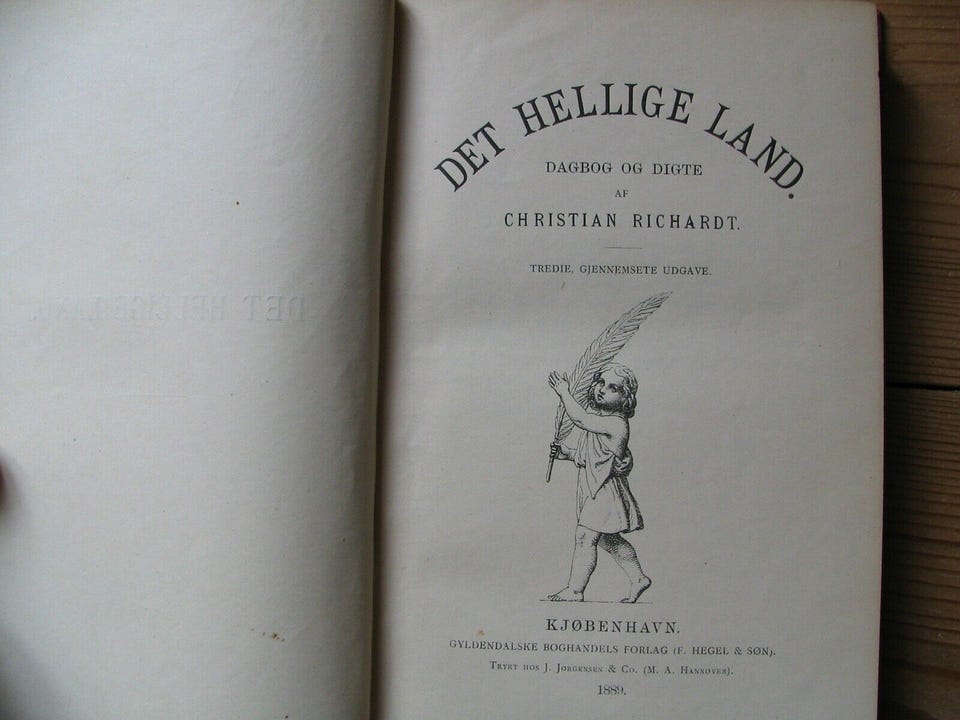 DET HELLIGE LAND.
DAGBOG OG DIGTE
AF
CHRISTIAN RICHARDT.
TREDIE, GJENNEMSETE UDGAVE.
KJØBENHAVN.
GYLDENDALSKE BOGHANDELS FORLAG (F. HEGEL & SØN).
TRYKT HOS J. JØRGENSEN & CO. (M. A. HANNOVER).
1889.